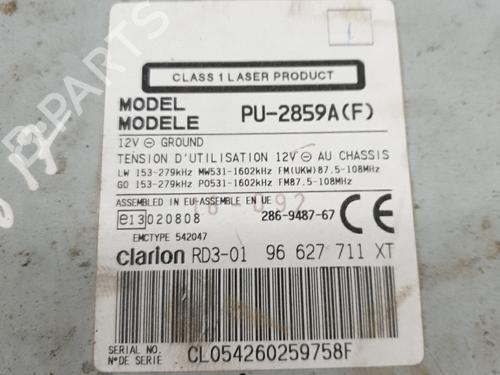 CLASS 1 LASER PRODUCT
MODEL
MODELE
PU-2859A(F)
12V ⊖ GROUND
TENSION D'UTILISATION 12V ⊖ AU CHASSIS
LW 153-279kHz MW531-1602kHz FM(UKW)87.5-108MHz
GO 153-279kHz PO531-1602kHz FM87.5-108MHz
ASSEMBLED IN EU-ASSEMBLE EN UE
e13 020808
286-9487-67 CE
EMCTYPE 542047
clarion RD3-01 96 627 711 XT
SERIAL NO.
N°DE SERIE
CL054260259758F